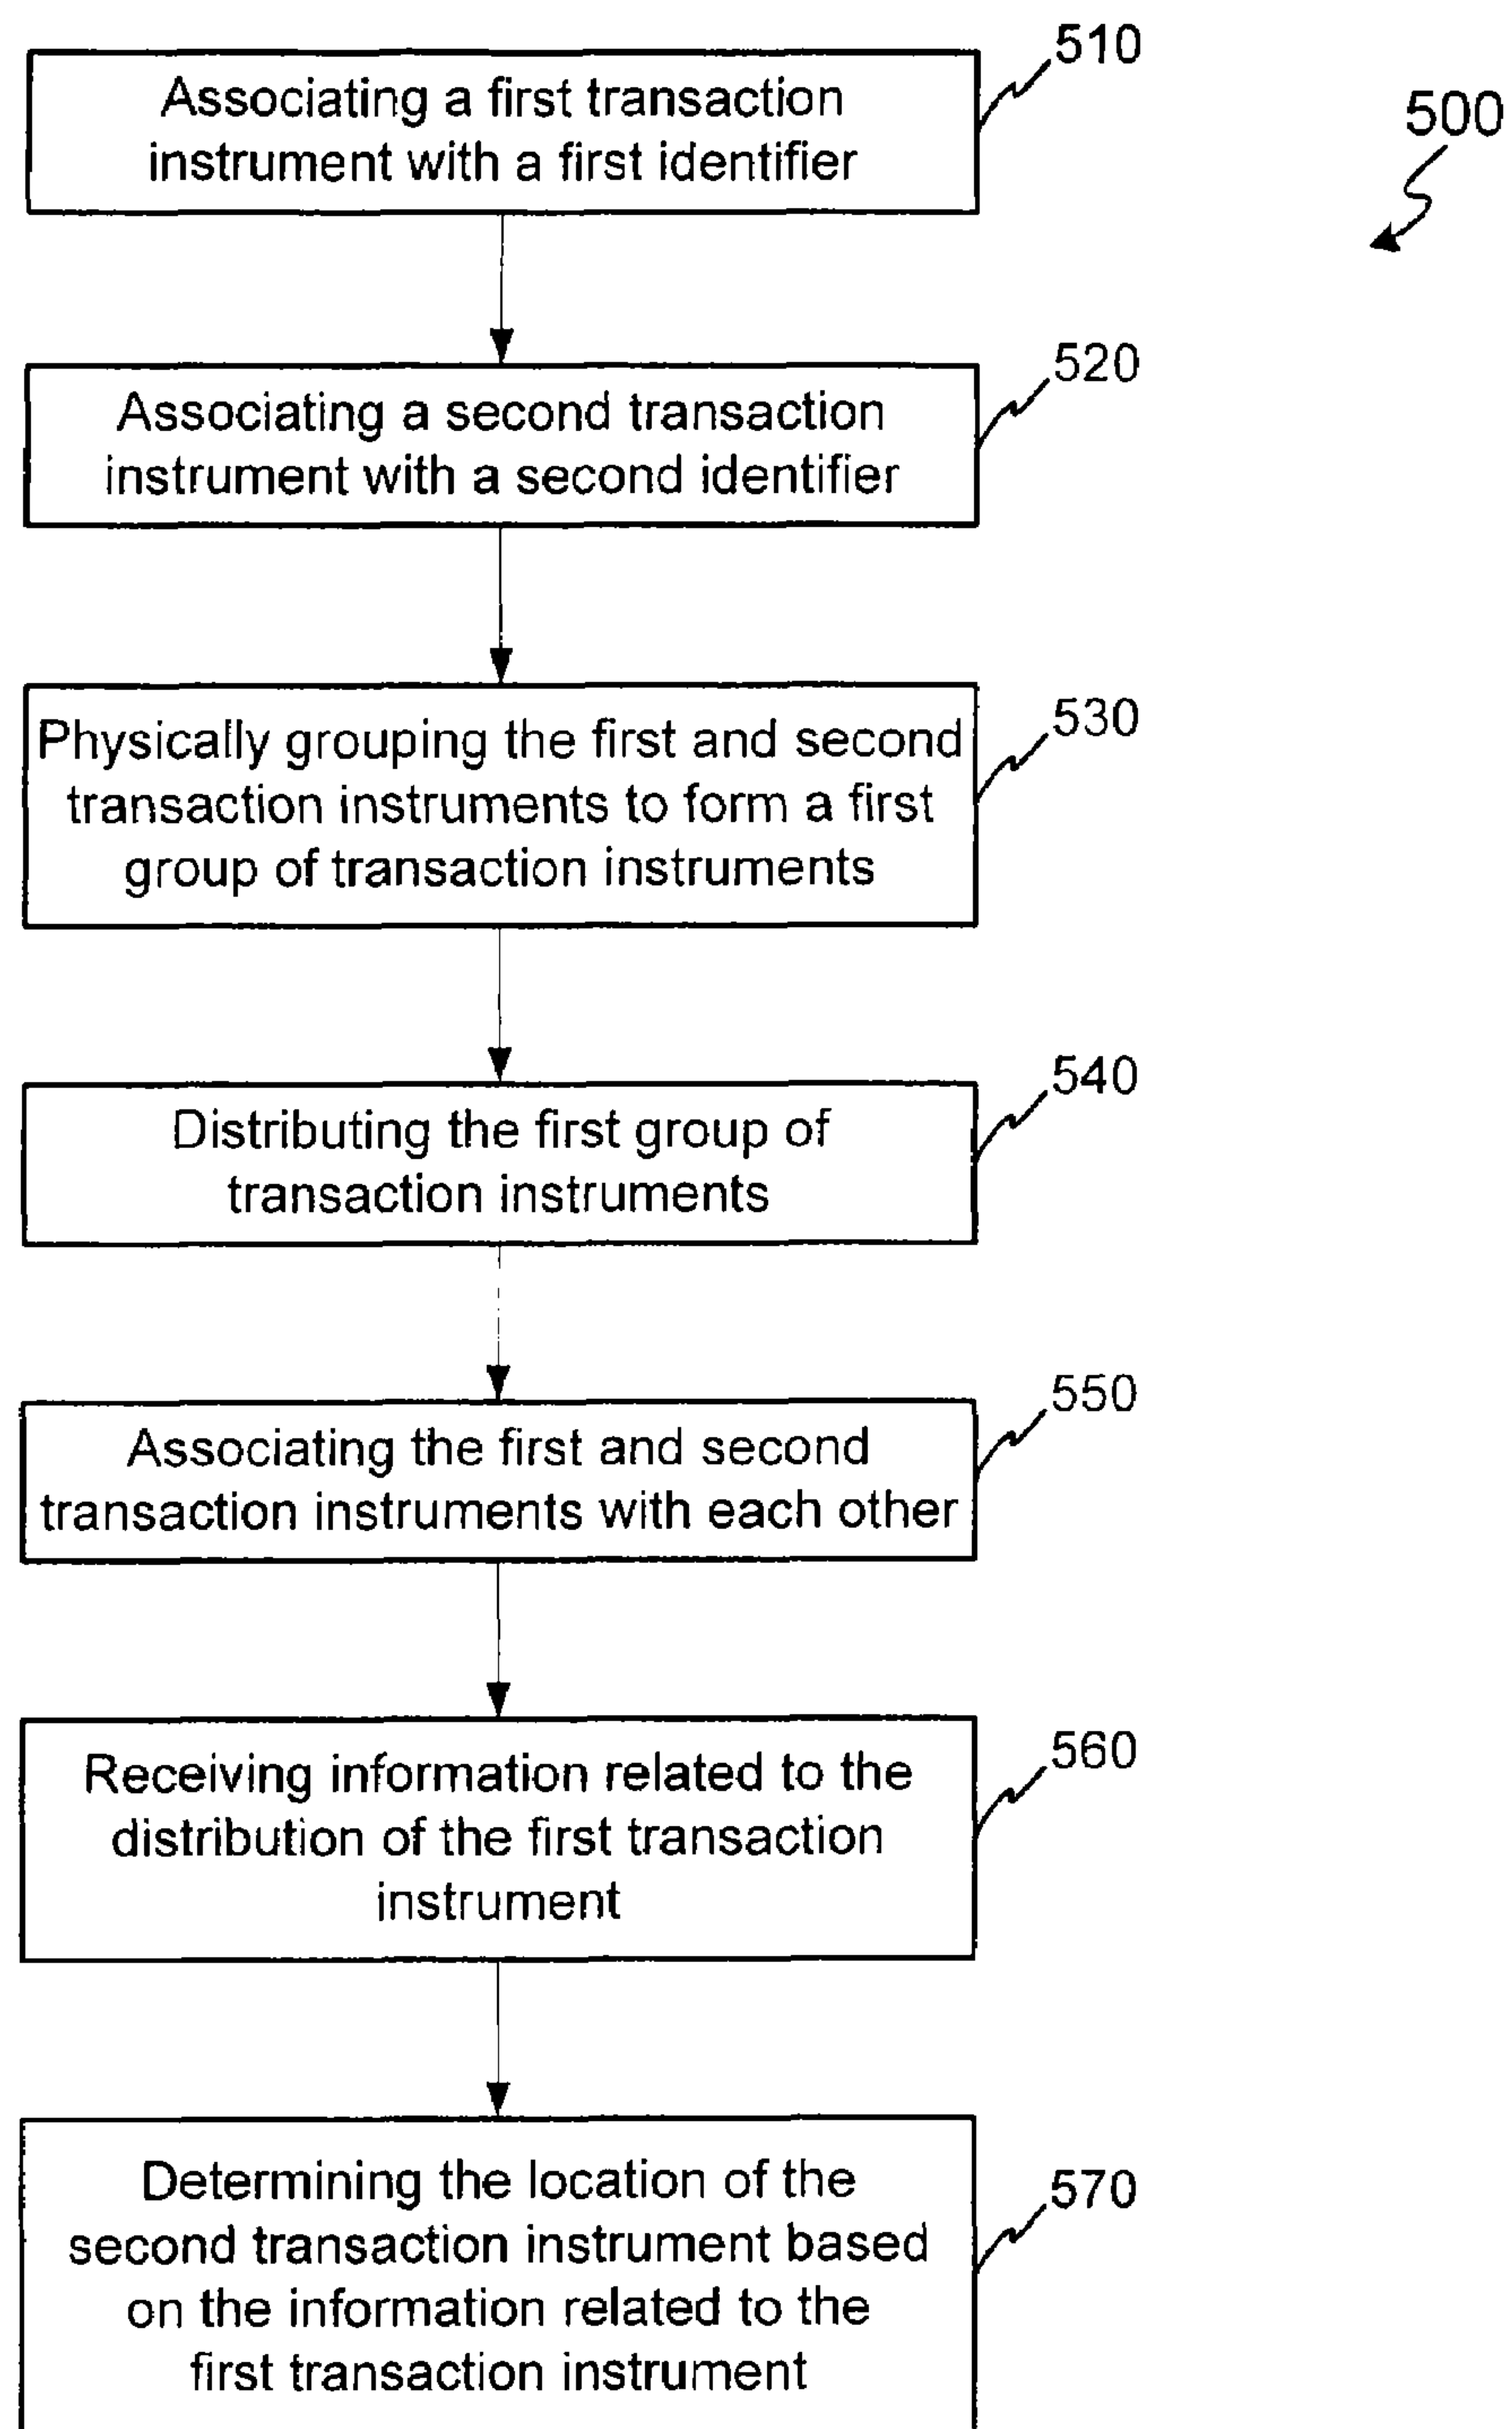 510
Associating a first transaction
instrument with a first identifier
500
520
Associating a second transaction
instrument with a second identifier
530
Physically grouping the first and second
transaction instruments to form a first
group of transaction instruments
540
Distributing the first group of
transaction instruments
550
Associating the first and second
transaction instruments with each other
560
Receiving information related to the
distribution of the first transaction
instrument
570
Determining the location of the
second transaction instrument based
on the information related to the
first transaction instrument